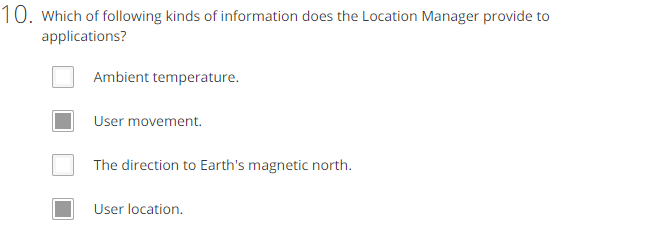 10. Which of following kinds of information does the Location Manager provide to
applications?
Ambient temperature.
User movement.
The direction to Earth's magnetic north.
User location.